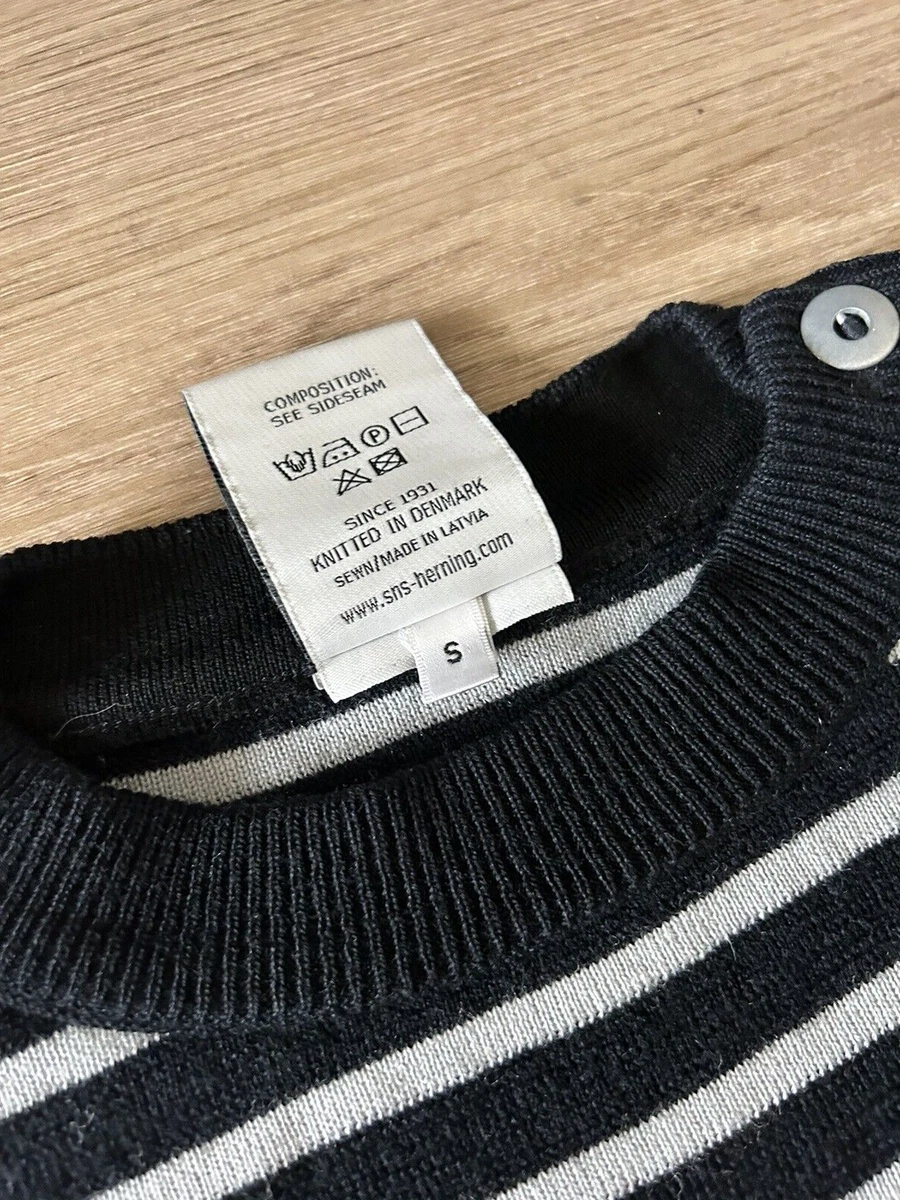 COMPOSITION:
SEE SIDESEAM
P
SINCE 1931
KNITTED IN DENMARK
SEWN/MADE IN LATVIA
www.sns-herning.com
S